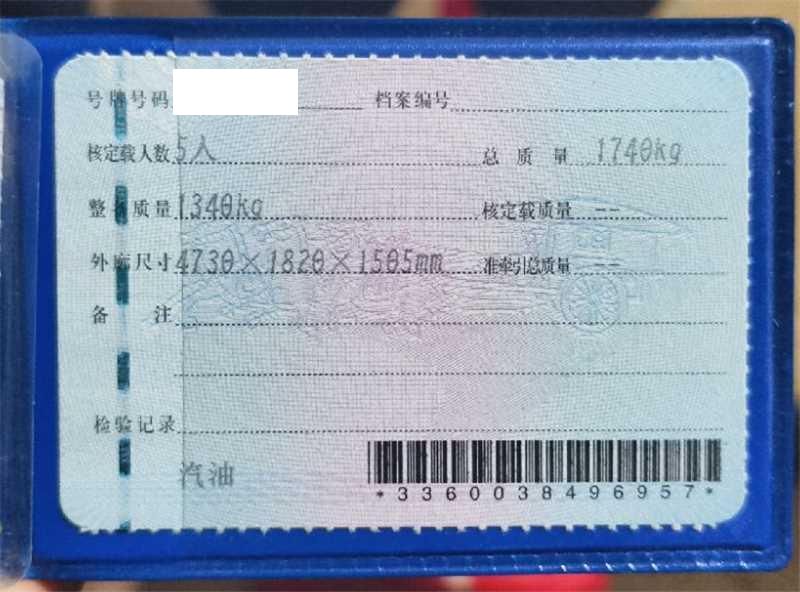 号牌号码 档案编号
核定载人数 5人 总质量 1740kg
整备质量 1340kg 核定载质量 --
外廓尺寸 4730×1820×1505mm 准牵引总质量 --
备注
检验记录
汽油
*3360038496957*